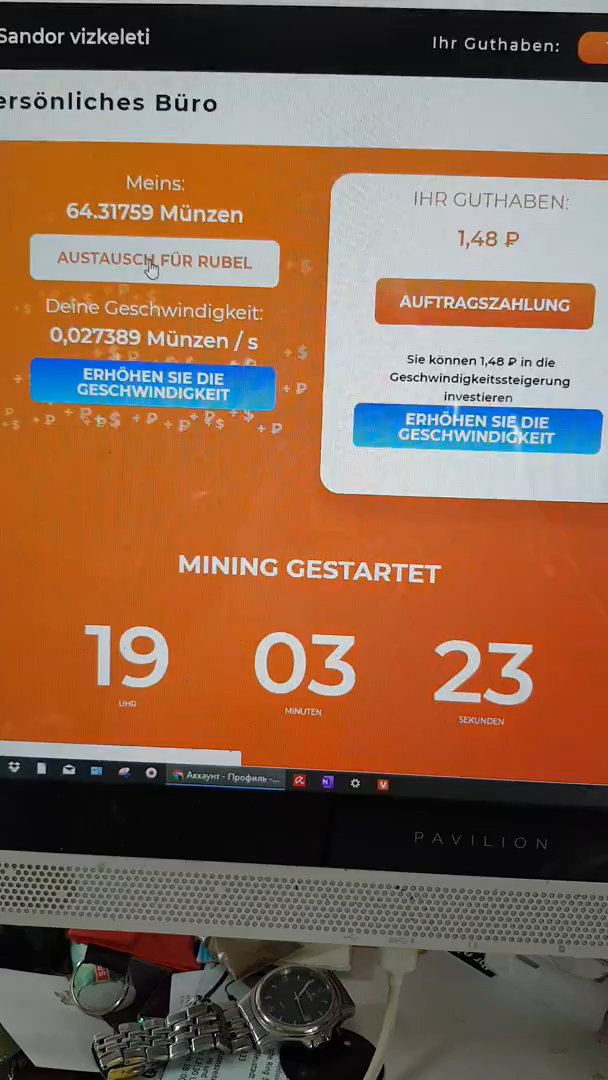 Sandor vizkeleti
Ihr Guthaben:
ersönliches Büro
Meins:
64.31759 Münzen
AUSTAUSCH FÜR RUBEL
Deine Geschwindigkeit:
0,027389 Münzen / s
ERHÖHEN SIE DIE
GESCHWINDIGKEIT
IHR GUTHABEN:
1,48 ₽
AUFTRAGSZAHLUNG
Sie können 1,48 ₽ in die
Geschwindigkeitssteigerung
investieren
ERHÖHEN SIE DIE
GESCHWINDIGKEIT
MINING GESTARTET
19
03
23
UHR
MINUTEN
SEKUNDEN
Аккаунт - Профиль -...
PAVILION